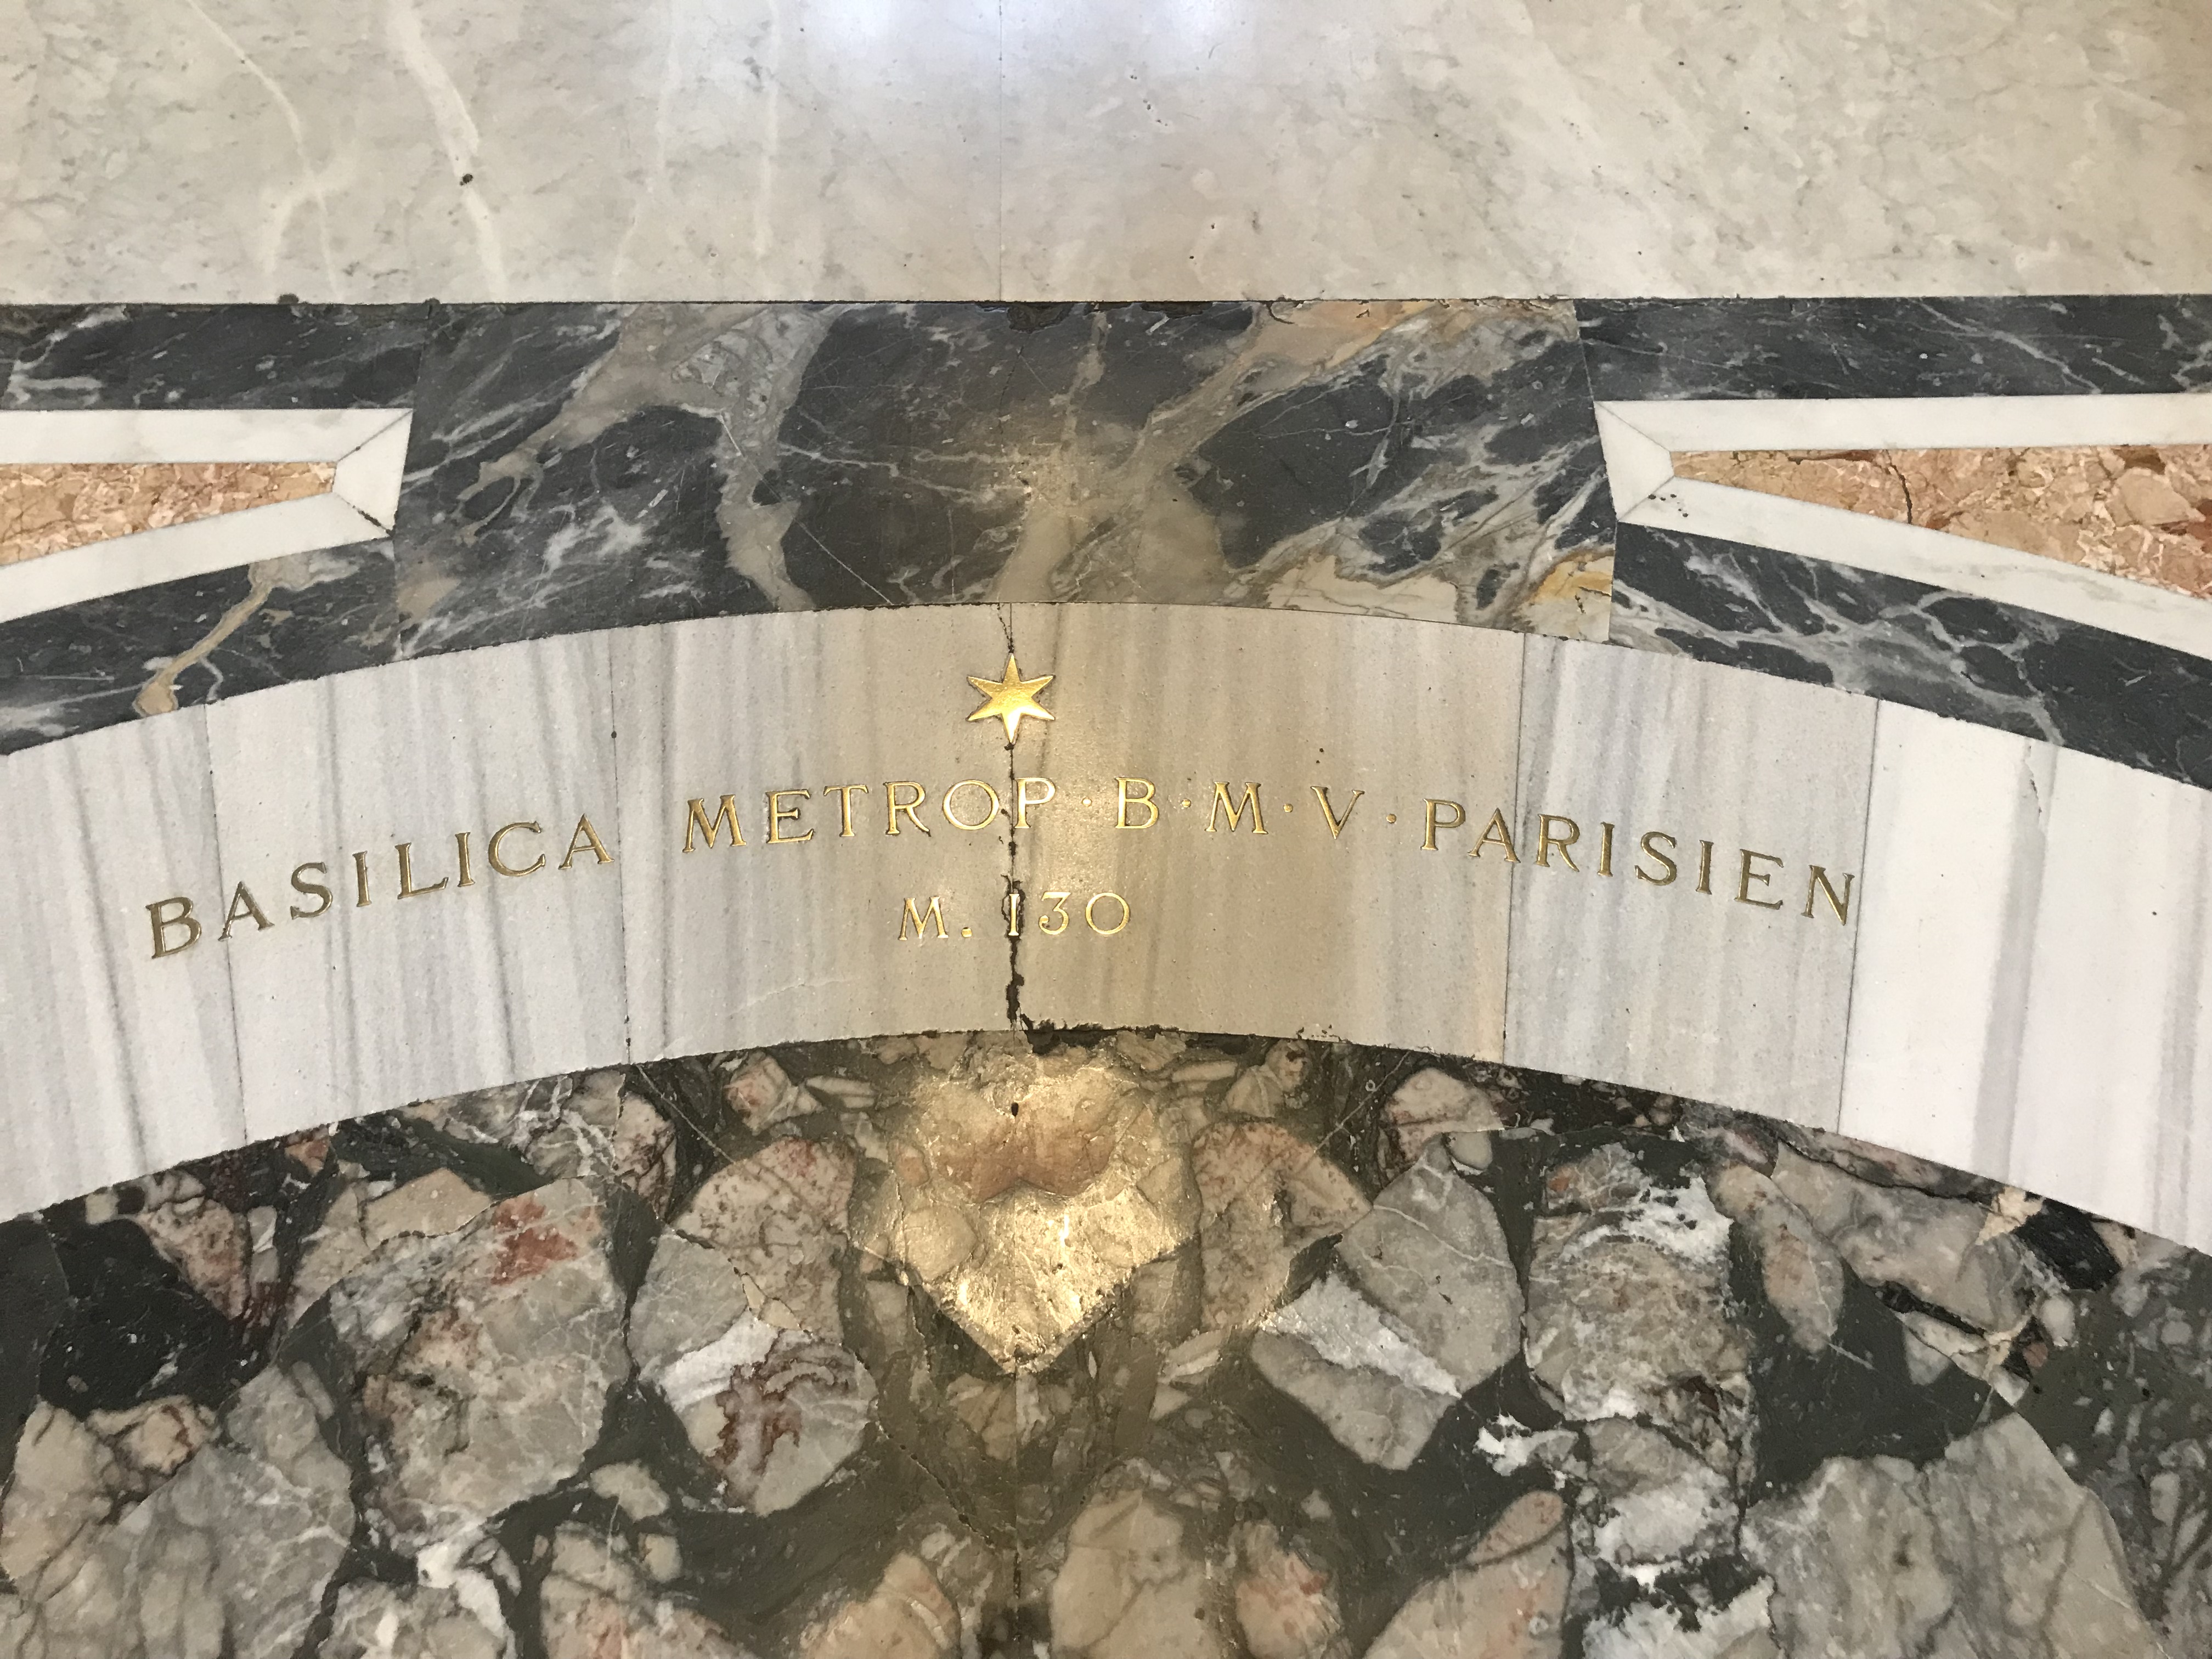 BASILICA METROP·B·M·V·PARISIEN
M. 130